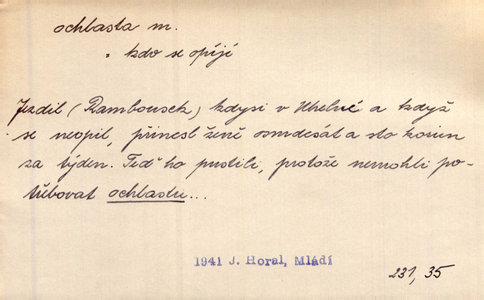 ochlasta m.
„ kdo se opíjí
Jezdil (Rambousek) kdysi v Uhelné a když
se neopil, přinesl ženě osmdesát a sto korun
za týden. Teď ho pustili, protože nemohli po-
třebovat ochlastu...
1941 J. Horal, Mládí
231, 35